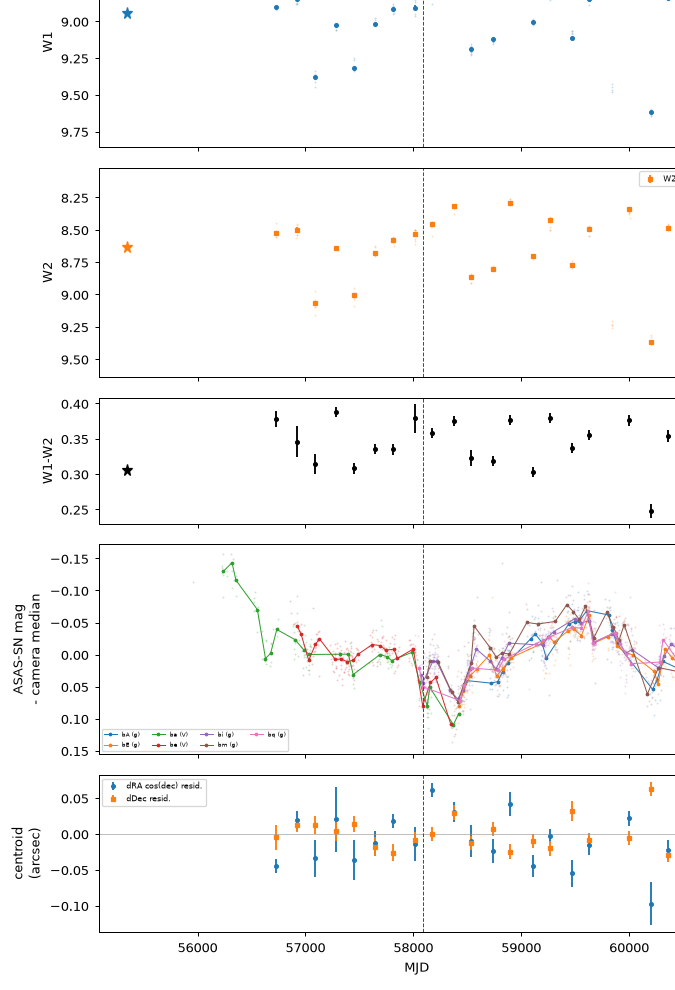 9.00
9.25
9.50
9.75
W1
W2
8.25
8.50
8.75
9.00
9.25
9.50
W2
0.40
0.35
0.30
0.25
W1-W2
−0.15
−0.10
−0.05
0.00
0.05
0.10
0.15
ASAS-SN mag
- camera median
bA (g)
bE (g)
ba (V)
be (V)
bi (g)
bm (g)
bq (g)
dRA cos(dec) resid.
dDec resid.
0.05
0.00
−0.05
−0.10
centroid
(arcsec)
56000 57000 58000 59000 60000
MJD